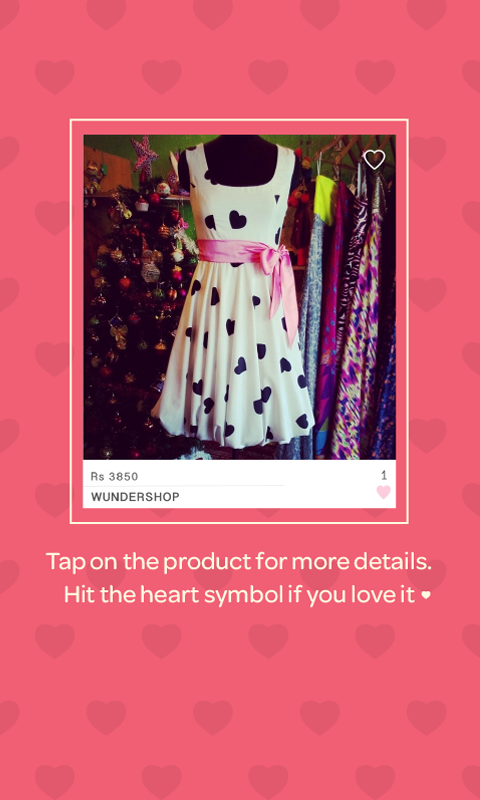 Rs 3850
1
WUNDERSHOP
Tap on the product for more details.
Hit the heart symbol if you love it